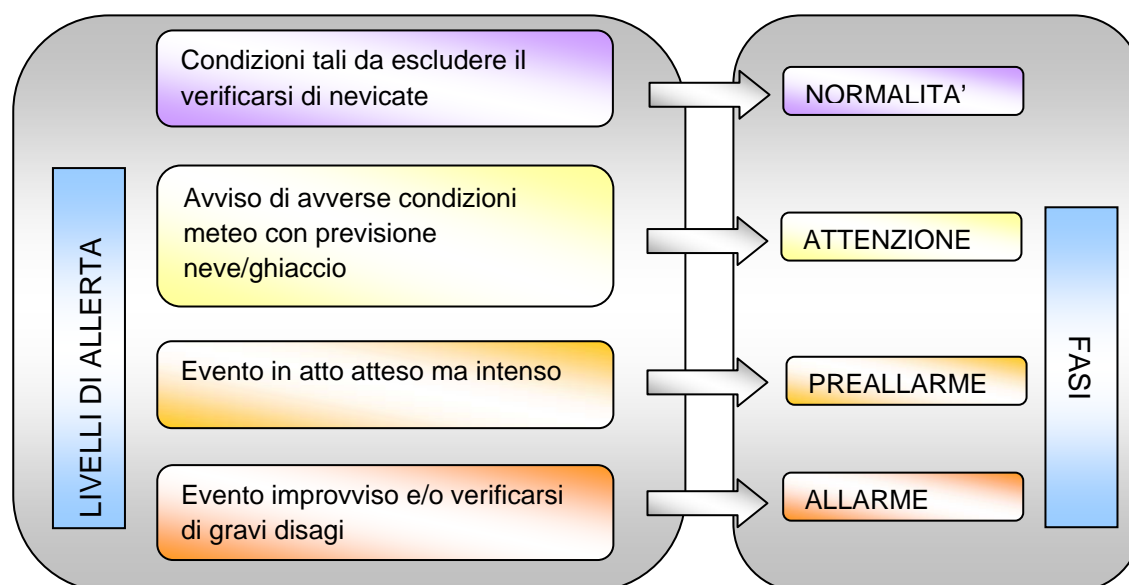 LIVELLI DI ALLERTA
Condizioni tali da escludere il
verificarsi di nevicate
NORMALITA’
Avviso di avverse condizioni
meteo con previsione
neve/ghiaccio
ATTENZIONE
Evento in atto atteso ma intenso
PREALLARME
Evento improvviso e/o verificarsi
di gravi disagi
ALLARME
FASI